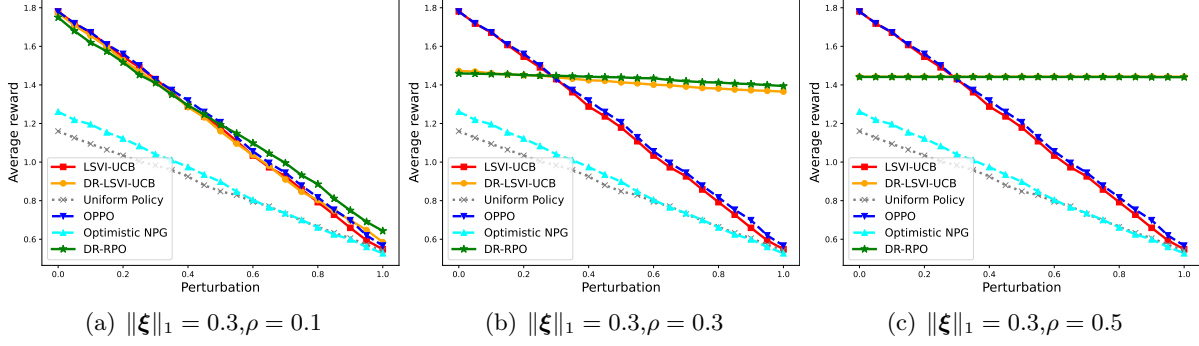 1.8
1.6
1.4
1.2
1.0
0.8
0.6
Average reward
LSVI-UCB
DR-LSVI-UCB
Uniform Policy
OPPO
Optimistic NPG
DR-RPO
0.0 0.2 0.4 0.6 0.8 1.0
Perturbation
(a) ‖ξ‖₁ = 0.3,ρ = 0.1
1.8
1.6
1.4
1.2
1.0
0.8
0.6
Average reward
LSVI-UCB
DR-LSVI-UCB
Uniform Policy
OPPO
Optimistic NPG
DR-RPO
0.0 0.2 0.4 0.6 0.8 1.0
Perturbation
(b) ‖ξ‖₁ = 0.3,ρ = 0.3
1.8
1.6
1.4
1.2
1.0
0.8
0.6
Average reward
LSVI-UCB
DR-LSVI-UCB
Uniform Policy
OPPO
Optimistic NPG
DR-RPO
0.0 0.2 0.4 0.6 0.8 1.0
Perturbation
(c) ‖ξ‖₁ = 0.3,ρ = 0.5